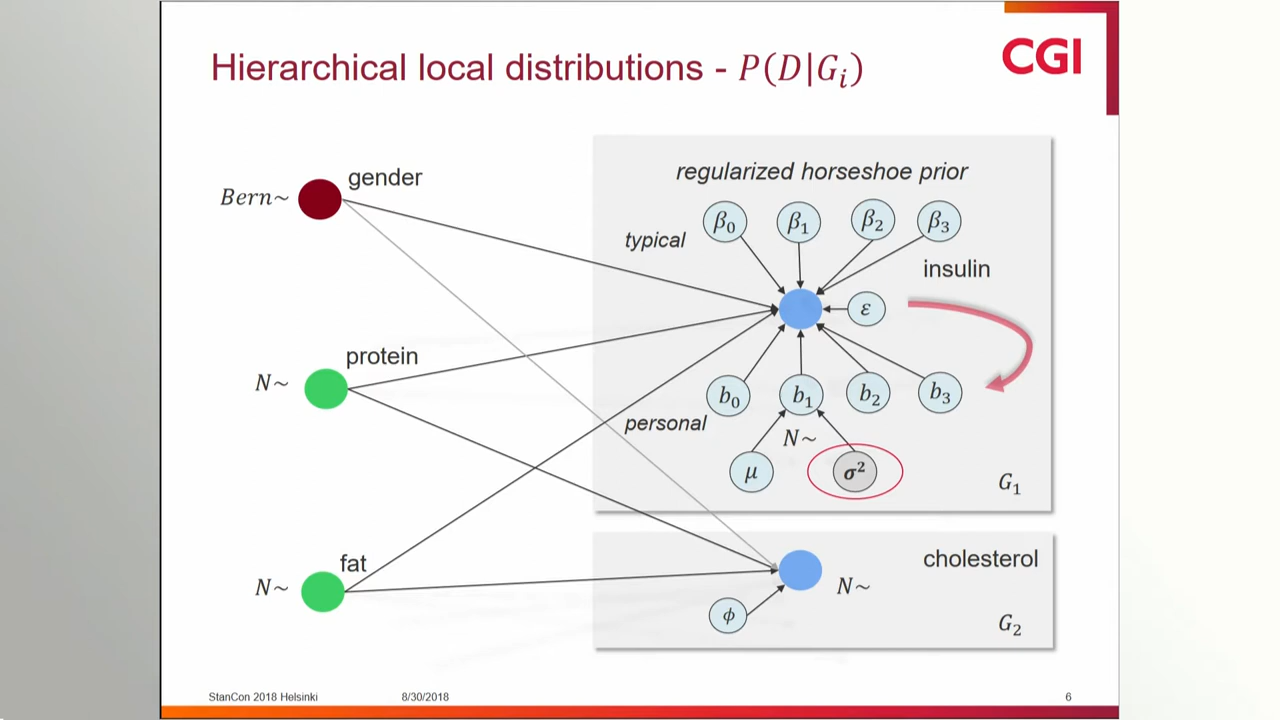 Hierarchical local distributions - P(D|Gᵢ)
CGI
gender
Bern~
protein
N~
fat
N~
regularized horseshoe prior
β₀ β₁ β₂ β₃
typical
insulin
ε
b₀ b₁ b₂ b₃
personal
N~
μ σ²
G₁
cholesterol
N~
ϕ
G₂
StanCon 2018 Helsinki 8/30/2018 6